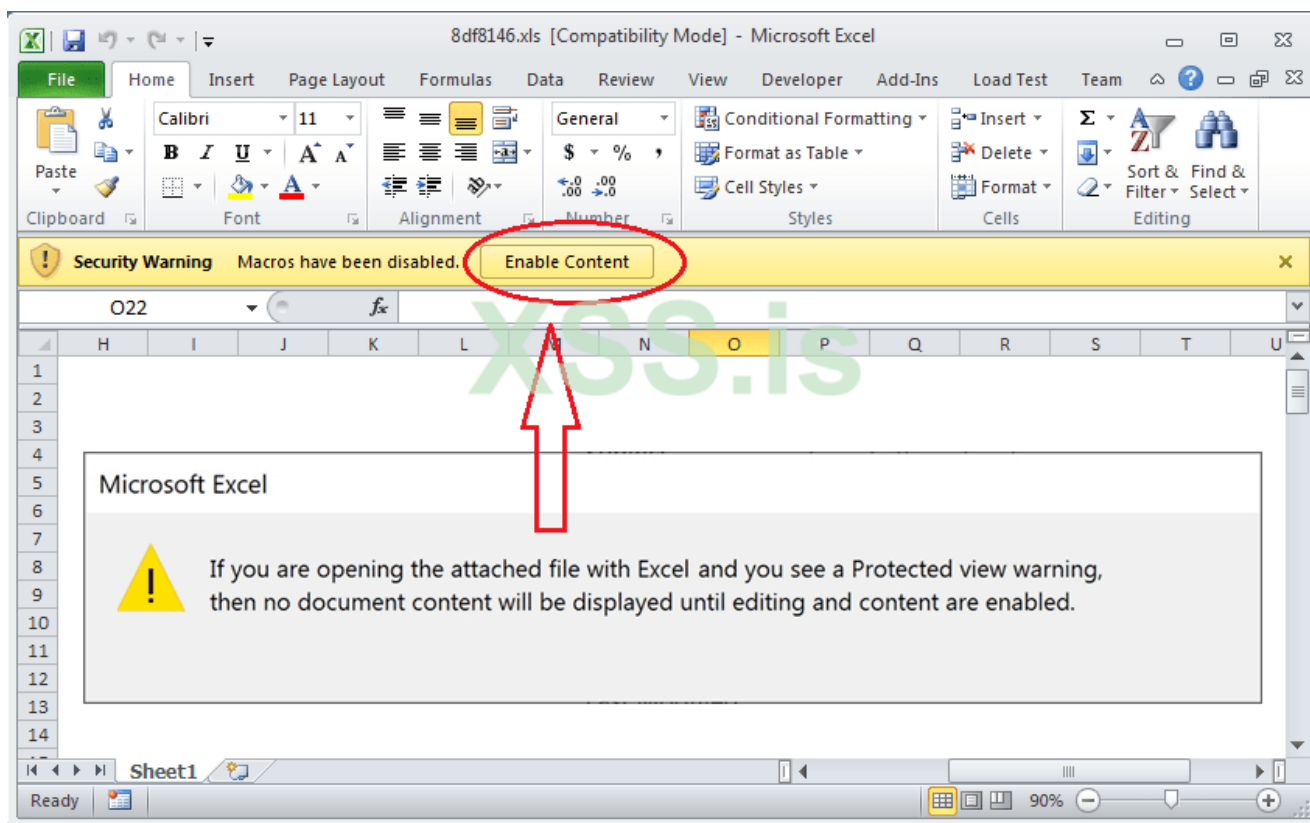 8df8146.xls [Compatibility Mode] - Microsoft Excel
File Home Insert Page Layout Formulas Data Review View Developer Add-Ins Load Test Team
Calibri 11 General Conditional Formatting Insert Σ
B I U A A $ % , Format as Table Delete
Paste Cell Styles Format Sort & Filter Find & Select
Clipboard Font Alignment Number Styles Cells Editing
Security Warning Macros have been disabled. Enable Content
O22 fx
XSS.is
H I J K L M N O P Q R S T U
1
2
3
4
5 Microsoft Excel
6
7
8 If you are opening the attached file with Excel and you see a Protected view warning,
9 then no document content will be displayed until editing and content are enabled.
10
11
12
13
14
Sheet1
Ready 90%